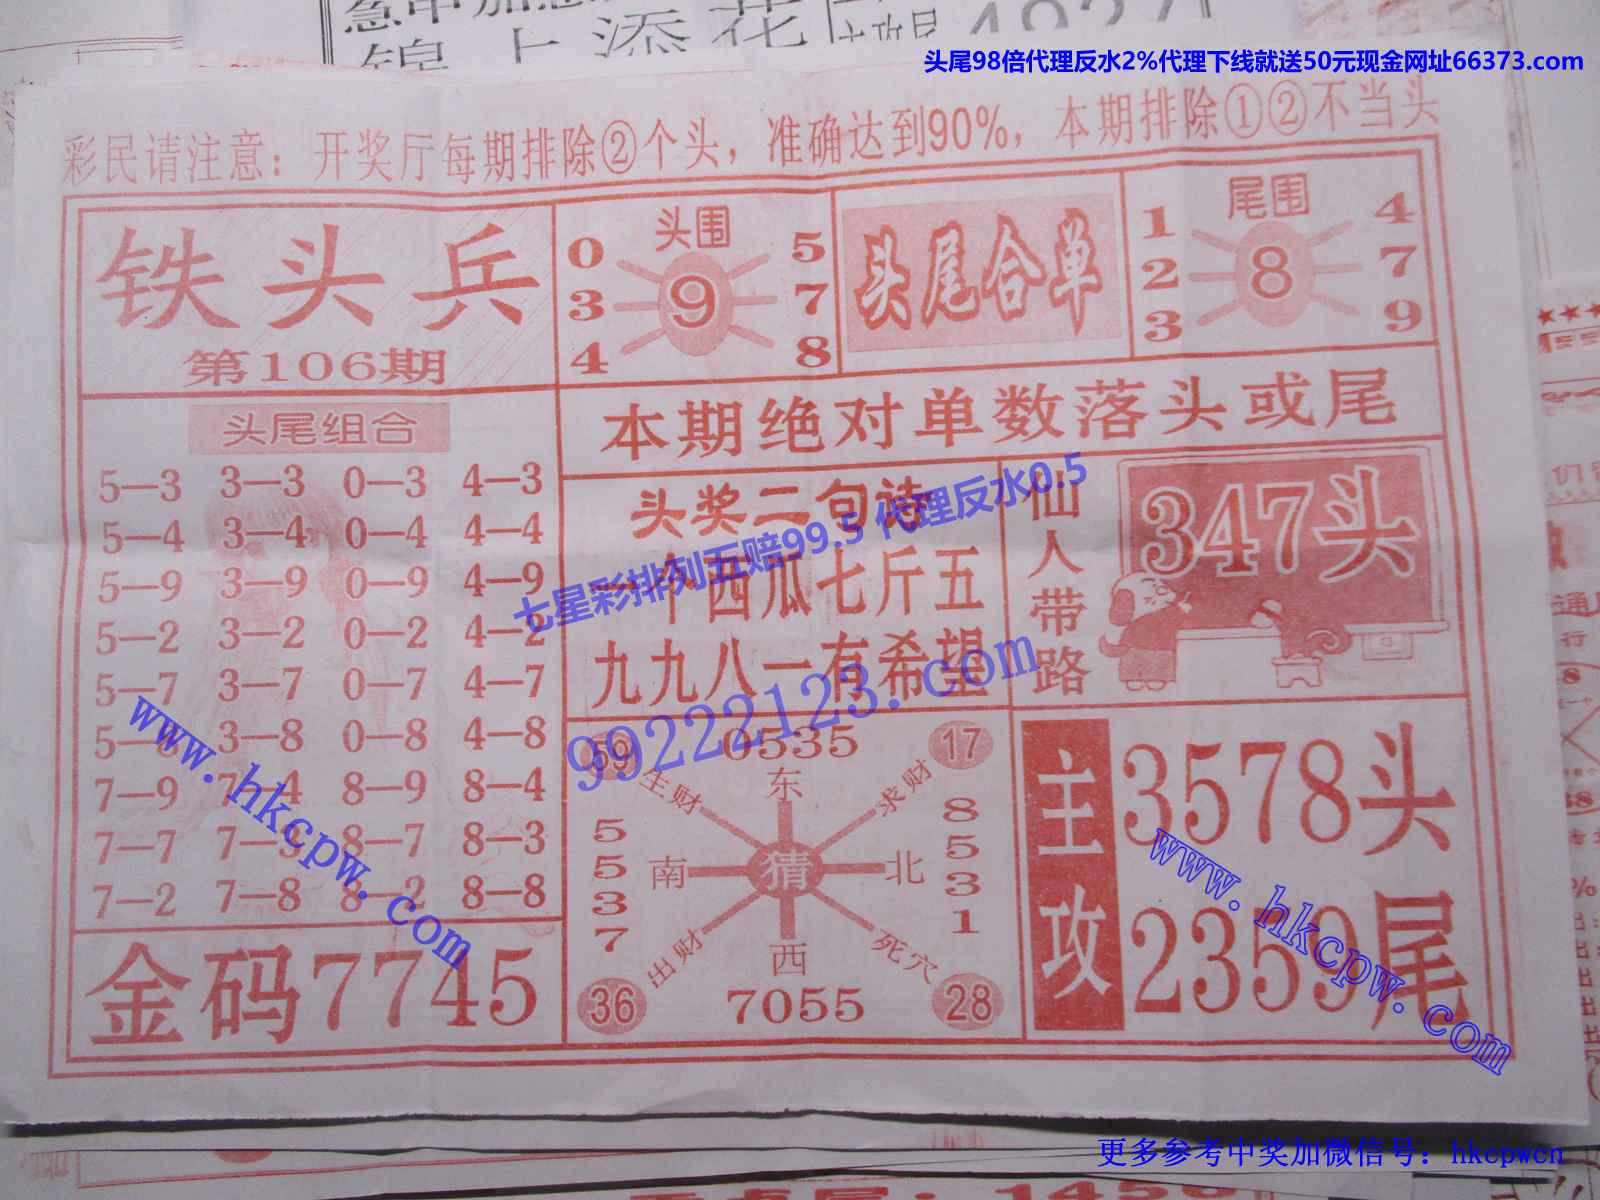 头尾98倍代理反水2%代理下线就送50元现金网址66373.com
锦上添花
彩民请注意：开奖厅每期排除②个头，准确达到90%，本期排除①②不当头
铁头兵
第106期
头围
0 5
3 9 7
4 8
头尾合单
尾围
1 4
2 8 7
3 9
本期绝对单数落头或尾
头尾组合
5—3 3—3 0—3 4—3
5—4 3—4 0—4 4—4
5—9 3—9 0—9 4—9
5—2 3—2 0—2 4—2
5—7 3—7 0—7 4—7
5— 3—8 0—8 4—8
7—9 7—4 8—9 8—4
7—7 7—3 8—7 8—3
7—2 7—8 8—2 8—8
金码7745
头奖二句诗
一个西瓜七斤五
九九八一有希望
七星彩排列五赔99.5 代理反水0.5
99222123.com
仙人带路
347头
59 0535 17
生财 东 求财
5537
南 猜 北
8531
出财 西 死穴
36 7055 28
主攻
3578头
2359尾
www.hkcpw.com
www.hkcpw.com
更多参考中奖加微信号：hkcpwcn